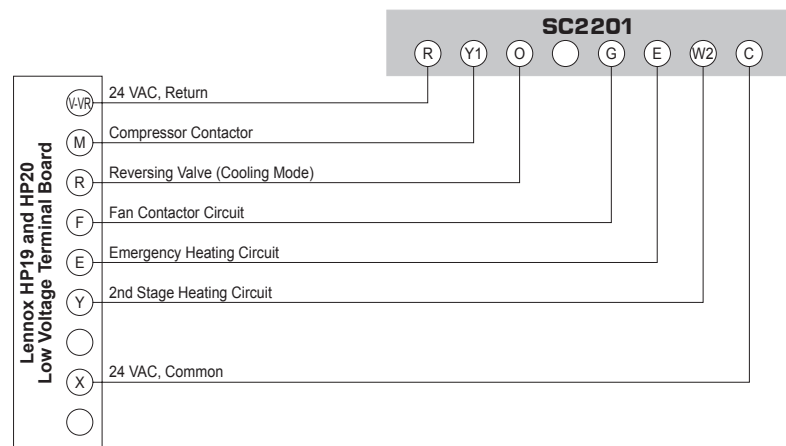 SC2201
R Y1 O G E W2 C
Lennox HP19 and HP20
Low Voltage Terminal Board
V-VR 24 VAC, Return
M Compressor Contactor
R Reversing Valve (Cooling Mode)
F Fan Contactor Circuit
E Emergency Heating Circuit
Y 2nd Stage Heating Circuit
X 24 VAC, Common